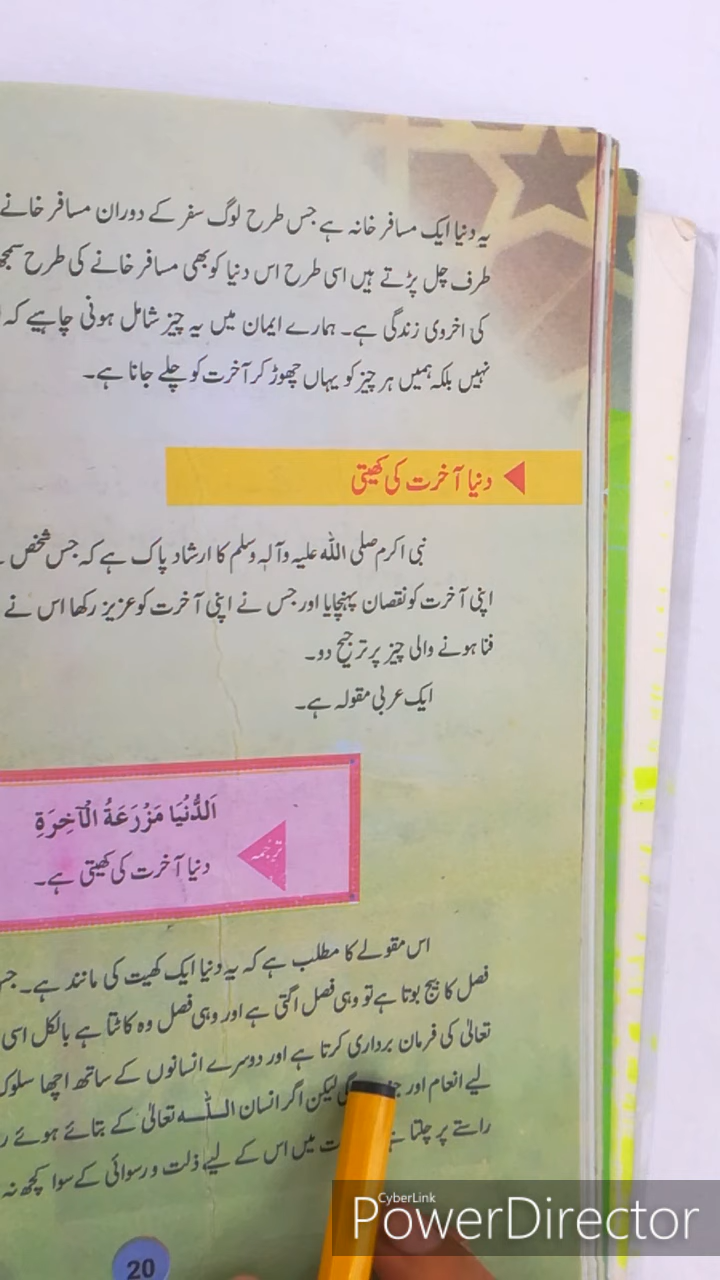 یہ دنیا ایک مسافر خانہ ہے جس طرح لوگ سفر کے دوران مسافر خانے
طرف چل پڑتے ہیں اسی طرح اس دنیا کو بھی مسافر خانے کی طرح
کی اخروی زندگی ہے۔ ہمارے ایمان میں یہ چیز شامل ہونی چاہیے کہ
نہیں بلکہ ہمیں ہر چیز کو یہاں چھوڑ کر آخرت کو چلے جانا ہے۔
دنیا آخرت کی کھیتی
نبی اکرم صلی اللہ علیہ وآلہٖ وسلم کا ارشاد پاک ہے کہ جس شخص
اپنی آخرت کو نقصان پہنچایا اور جس نے اپنی آخرت کو عزیز رکھا اس نے
فنا ہونے والی چیز پر ترجیح دو۔
ایک عربی مقولہ ہے۔
اَلدُّنْیَا مَزْرَعَةُ الْآخِرَةِ
ترجمہ
دنیا آخرت کی کھیتی ہے۔
اس مقولے کا مطلب ہے کہ یہ دنیا ایک کھیت کی مانند ہے۔
فصل کا بیج بوتا ہے تو وہی فصل اگتی ہے اور وہی فصل وہ کاٹتا ہے بالکل اسی
تعالیٰ کی فرمان برداری کرتا ہے اور دوسرے انسانوں کے ساتھ اچھا سلوک
لیے انعام اور لیکن اگر انسان اللہ تعالیٰ کے بتائے ہوئے
راستے پر چلتا میں اس کے لیے ذلت و رسوائی کے سوا کچھ نہ
20
CyberLink
PowerDirector